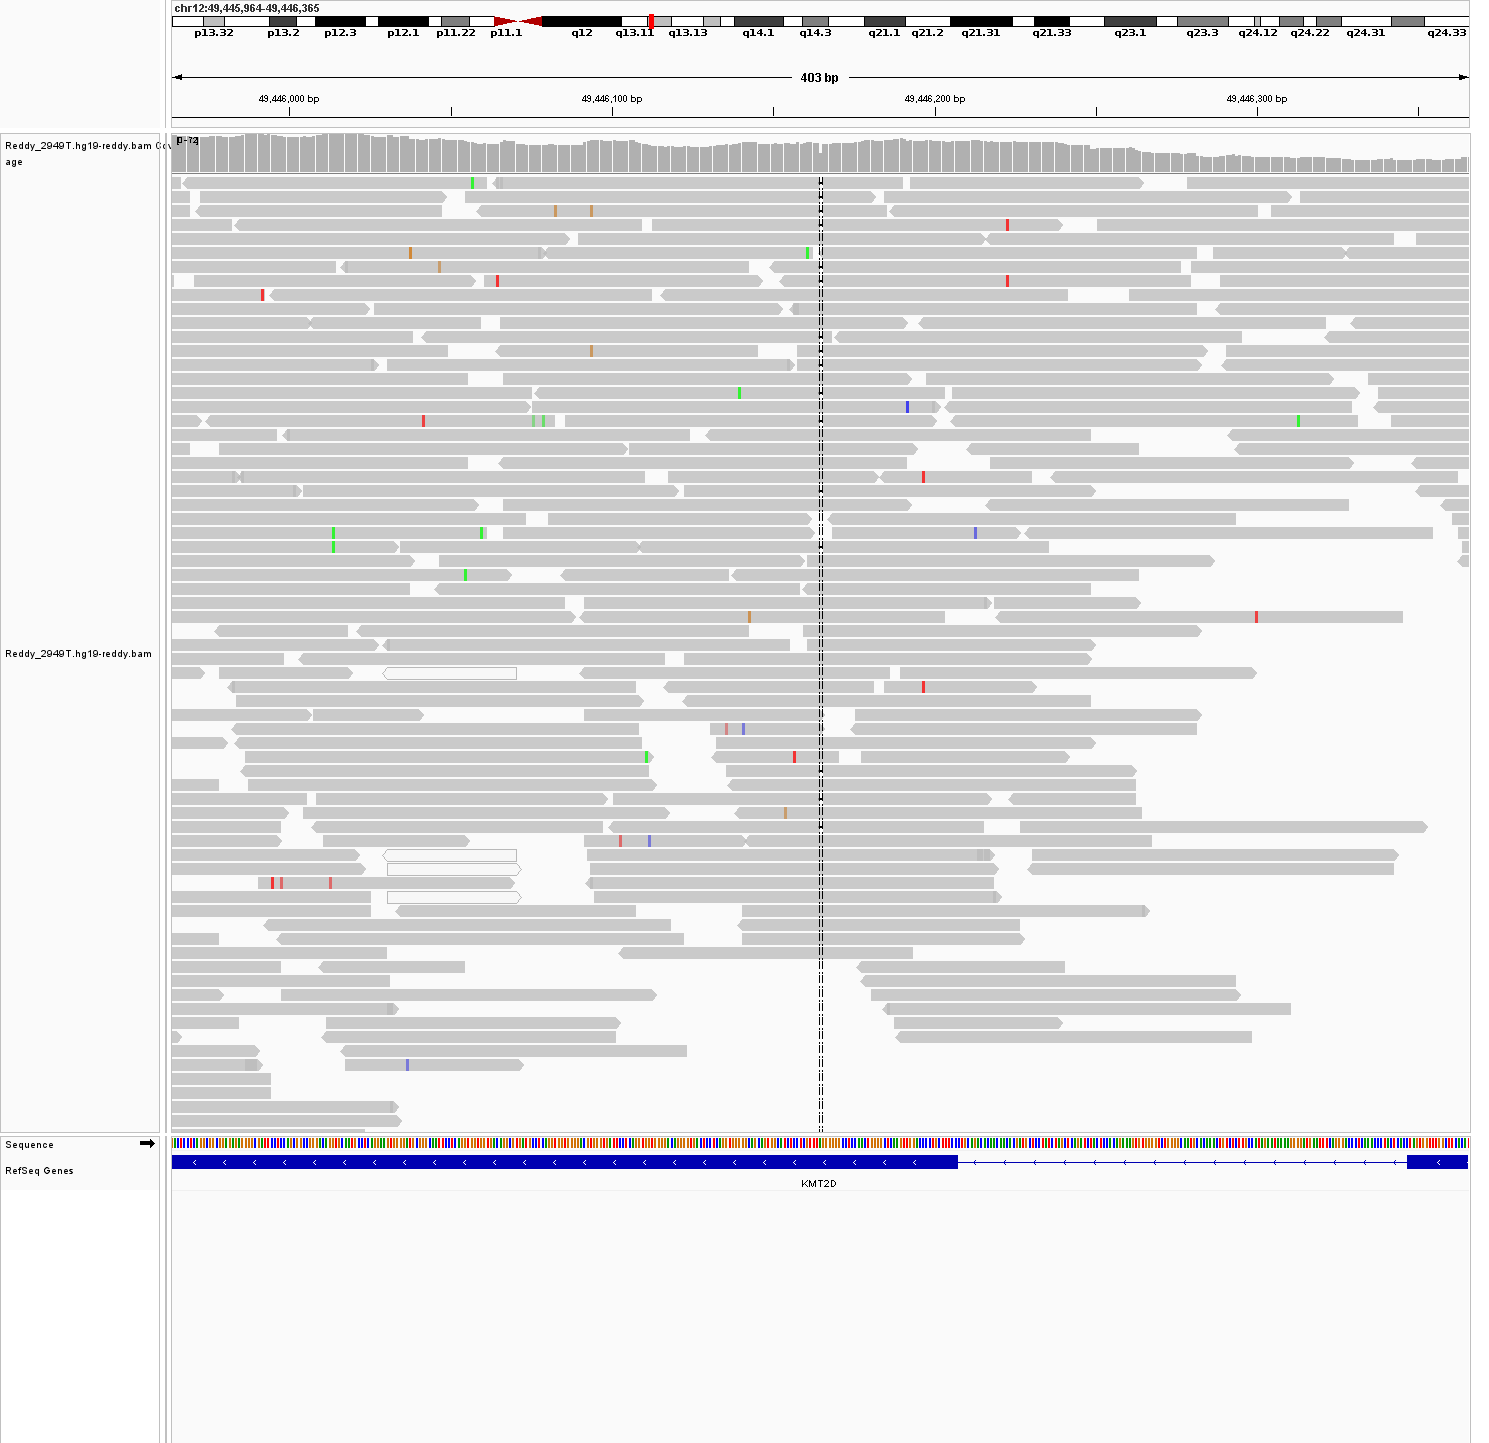 chr12:49,445,964-49,446,365
p13.32 p13.2 p12.3 p12.1 p11.22 p11.1 q12 q13.11 q13.13 q14.1 q14.3 q21.1 q21.2 q21.31 q21.33 q23.1 q23.3 q24.12 q24.22 q24.31 q24.33
403 bp
49,446,000 bp 49,446,100 bp 49,446,200 bp 49,446,300 bp
[0-72]
Reddy_2949T.hg19-reddy.bam Cov
age
Reddy_2949T.hg19-reddy.bam
Sequence
RefSeq Genes
KMT2D